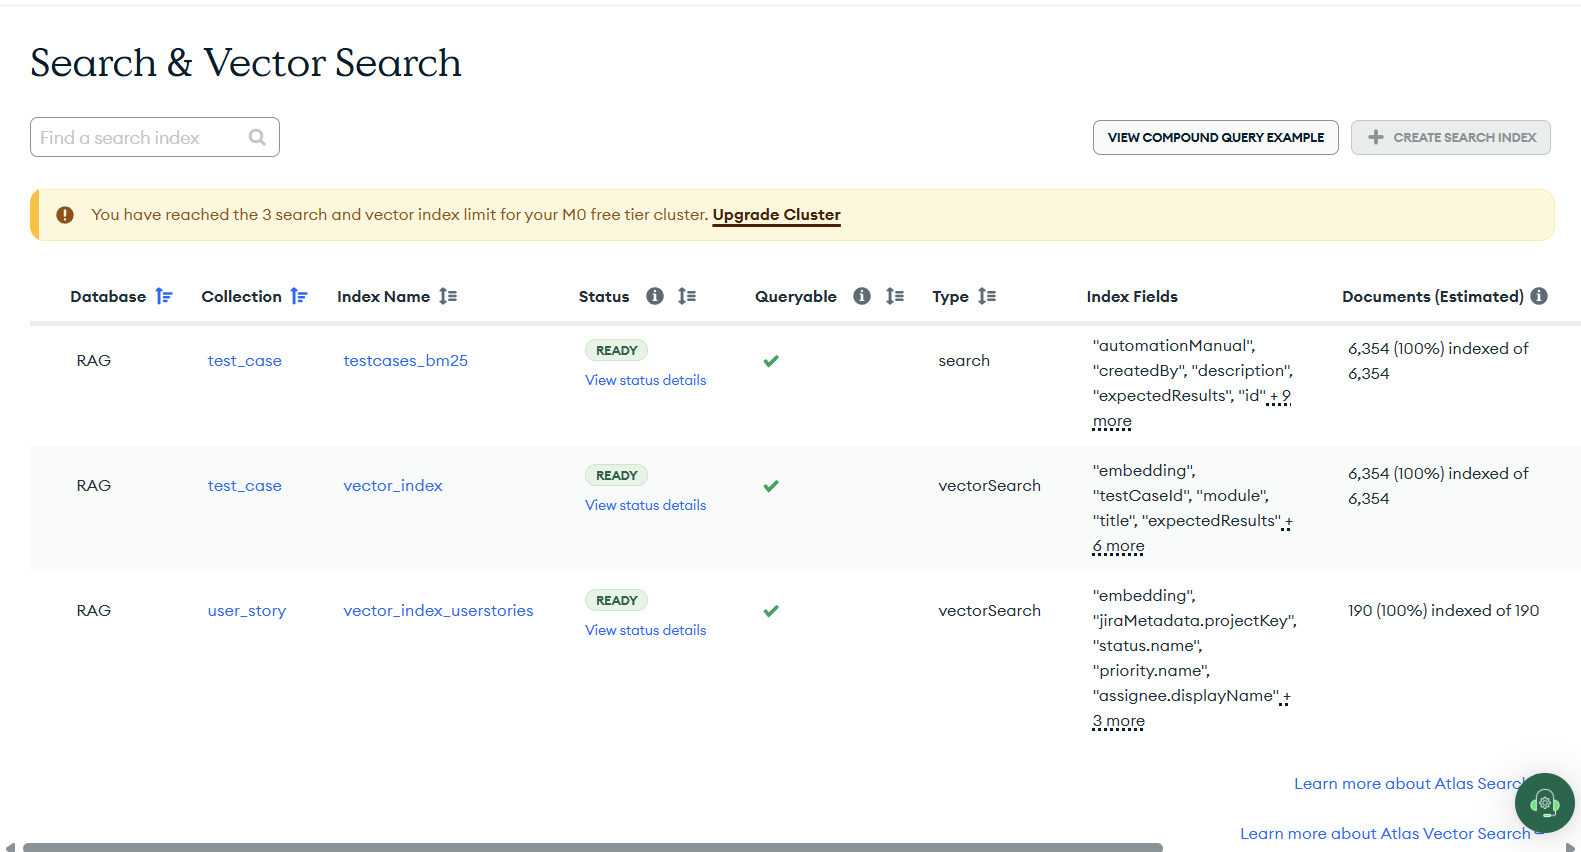 Search & Vector Search
Find a search index
VIEW COMPOUND QUERY EXAMPLE
CREATE SEARCH INDEX
You have reached the 3 search and vector index limit for your M0 free tier cluster. Upgrade Cluster
Database Collection Index Name Status Queryable Type Index Fields Documents (Estimated)
RAG test_case testcases_bm25 READY
View status details
search
"automationManual",
"createdBy", "description",
"expectedResults", "id" + 9
more
6,354 (100%) indexed of
6,354
RAG test_case vector_index READY
View status details
vectorSearch
"embedding",
"testCaseId", "module",
"title", "expectedResults" +
6 more
6,354 (100%) indexed of
6,354
RAG user_story vector_index_userstories READY
View status details
vectorSearch
"embedding",
"jiraMetadata.projectKey",
"status.name",
"priority.name",
"assignee.displayName" +
3 more
190 (100%) indexed of 190
Learn more about Atlas Search
Learn more about Atlas Vector Search